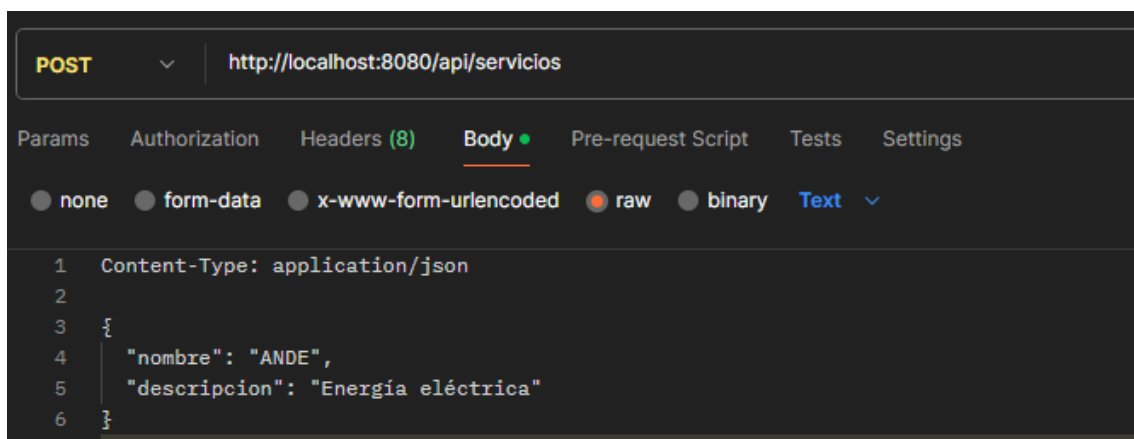 POST http://localhost:8080/api/servicios
Params Authorization Headers (8) Body Pre-request Script Tests Settings
none form-data x-www-form-urlencoded raw binary Text
1 Content-Type: application/json
2
3 {
4 "nombre": "ANDE",
5 "descripcion": "Energía eléctrica"
6 }